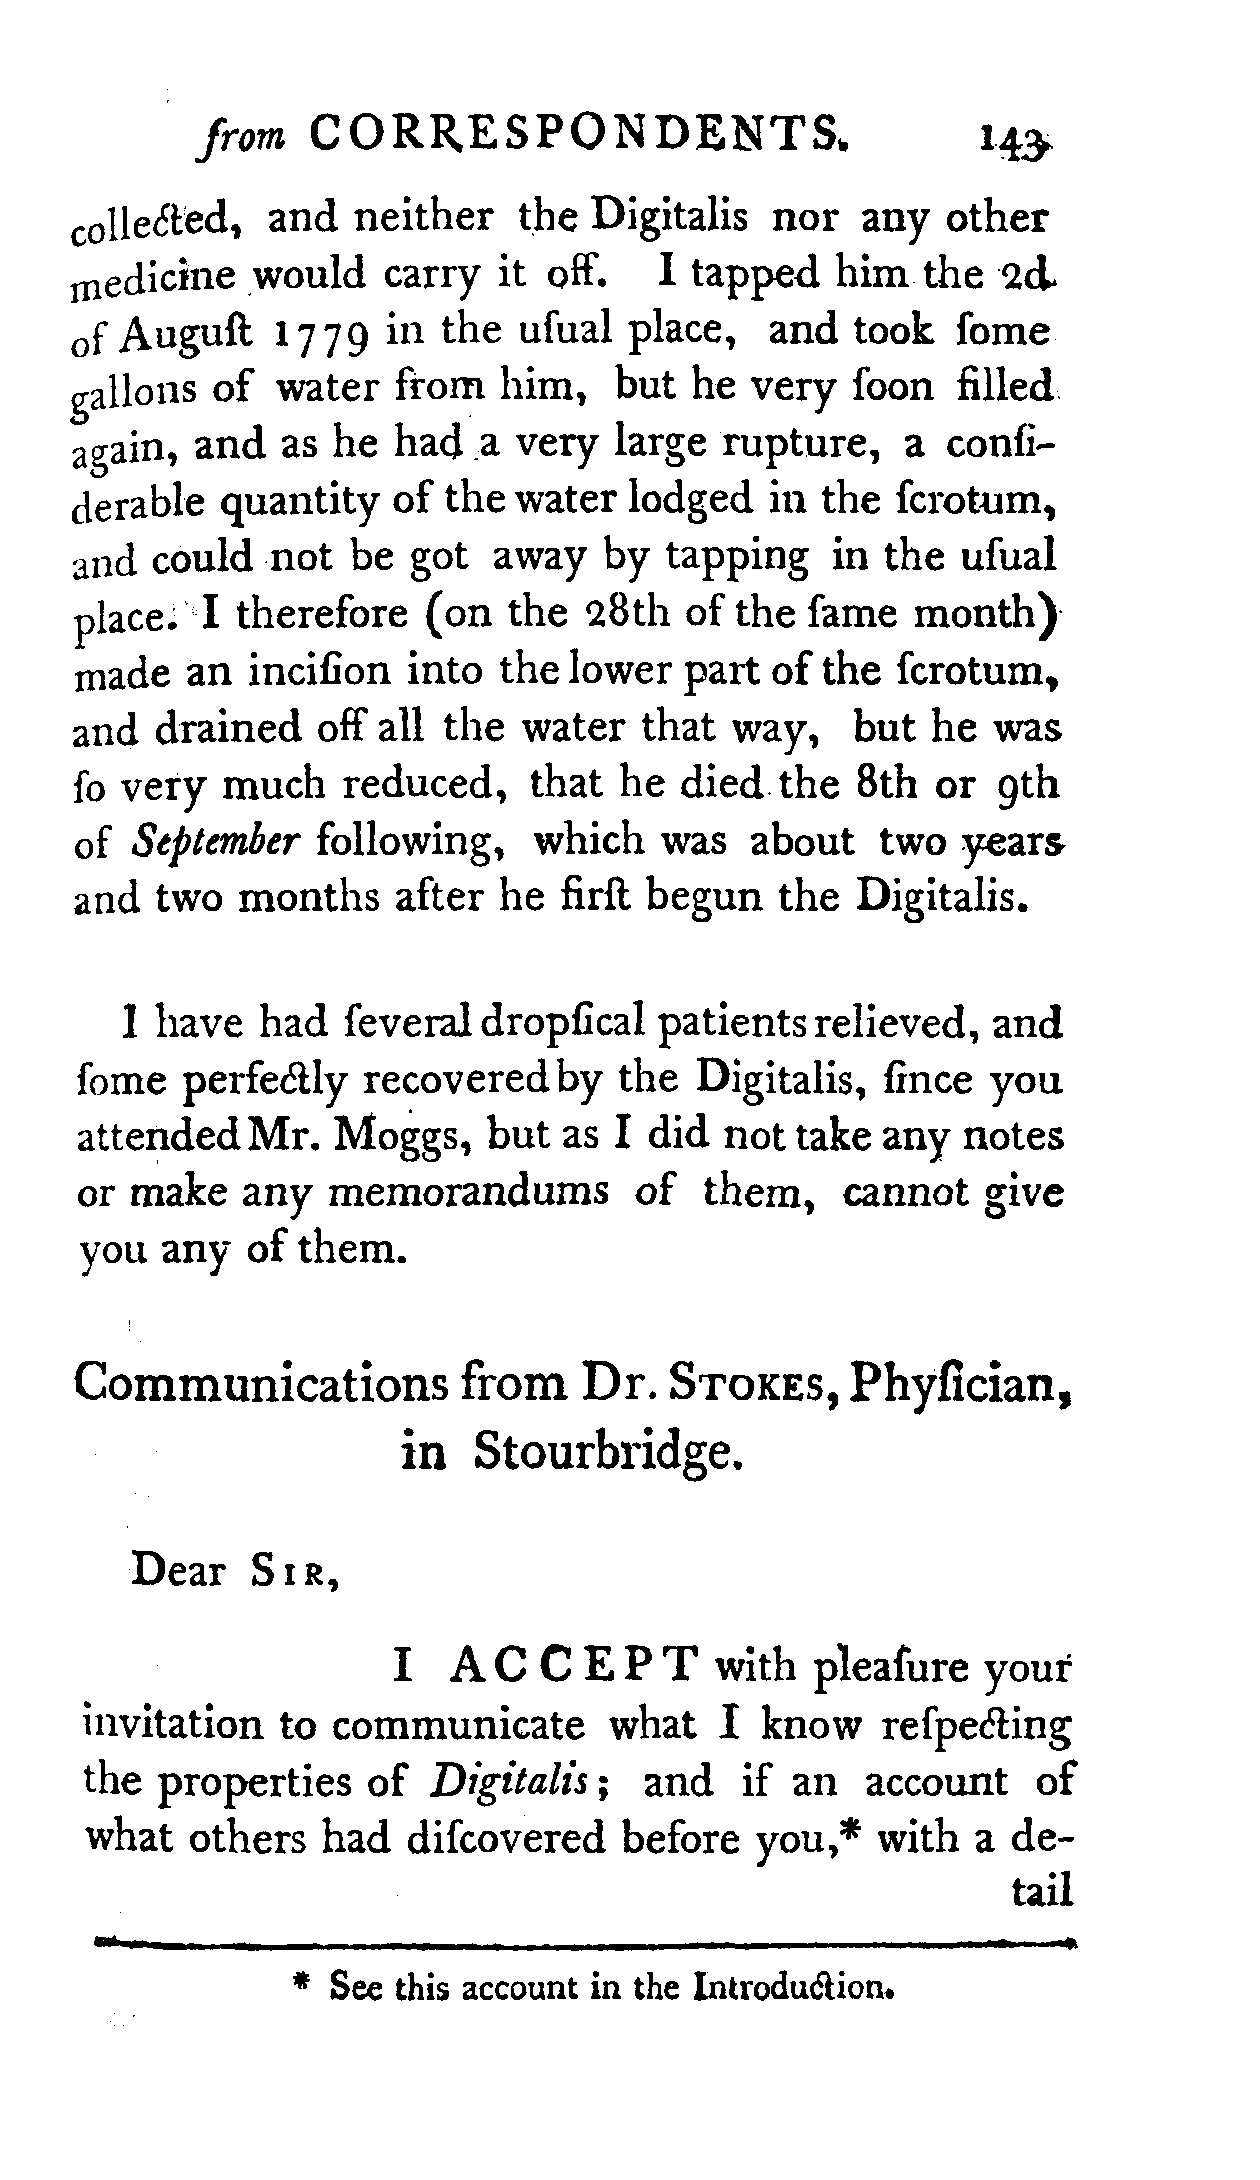 from CORRESPONDENTS. 143
collected, and neither the Digitalis nor any other
medicine would carry it off. I tapped him the 2d.
of Auguſt 1779 in the uſual place, and took ſome
gallons of water from him, but he very ſoon filled
again, and as he had a very large rupture, a conſi-
derable quantity of the water lodged in the ſcrotum,
and could not be got away by tapping in the uſual
place. I therefore (on the 28th of the ſame month)
made an inciſion into the lower part of the ſcrotum,
and drained off all the water that way, but he was
ſo very much reduced, that he died the 8th or 9th
of September following, which was about two years
and two months after he firſt begun the Digitalis.
I have had ſeveral dropſical patients relieved, and
ſome perfectly recovered by the Digitalis, ſince you
attended Mr. Moggs, but as I did not take any notes
or make any memorandums of them, cannot give
you any of them.
Communications from Dr. STOKES, Phyſician,
in Stourbridge.
Dear SIR,
I ACCEPT with pleaſure your
invitation to communicate what I know reſpecting
the properties of Digitalis; and if an account of
what others had diſcovered before you,* with a de-
tail
* See this account in the Introduction.